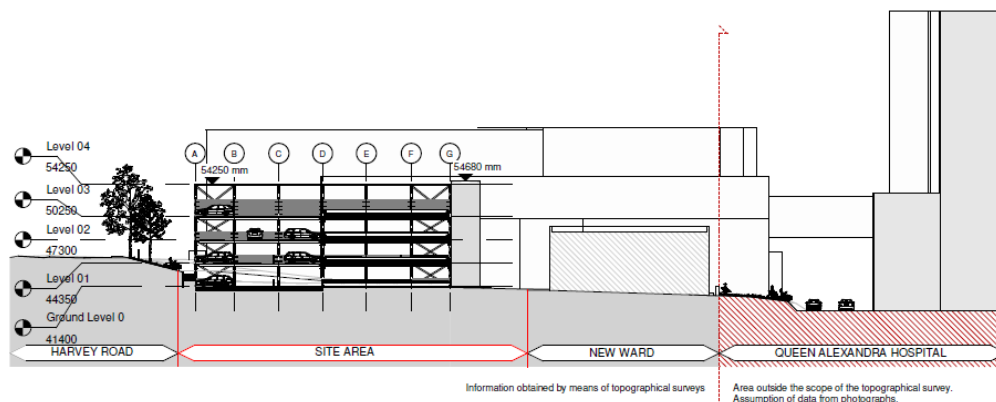 A B C D E F G
54250 mm
54680 mm
Level 04
54250
Level 03
50250
Level 02
47300
Level 01
44350
Ground Level 0
41400
HARVEY ROAD
SITE AREA
NEW WARD
QUEEN ALEXANDRA HOSPITAL
Information obtained by means of topographical surveys
Area outside the scope of the topographical survey.
Assumption of data from photographs.